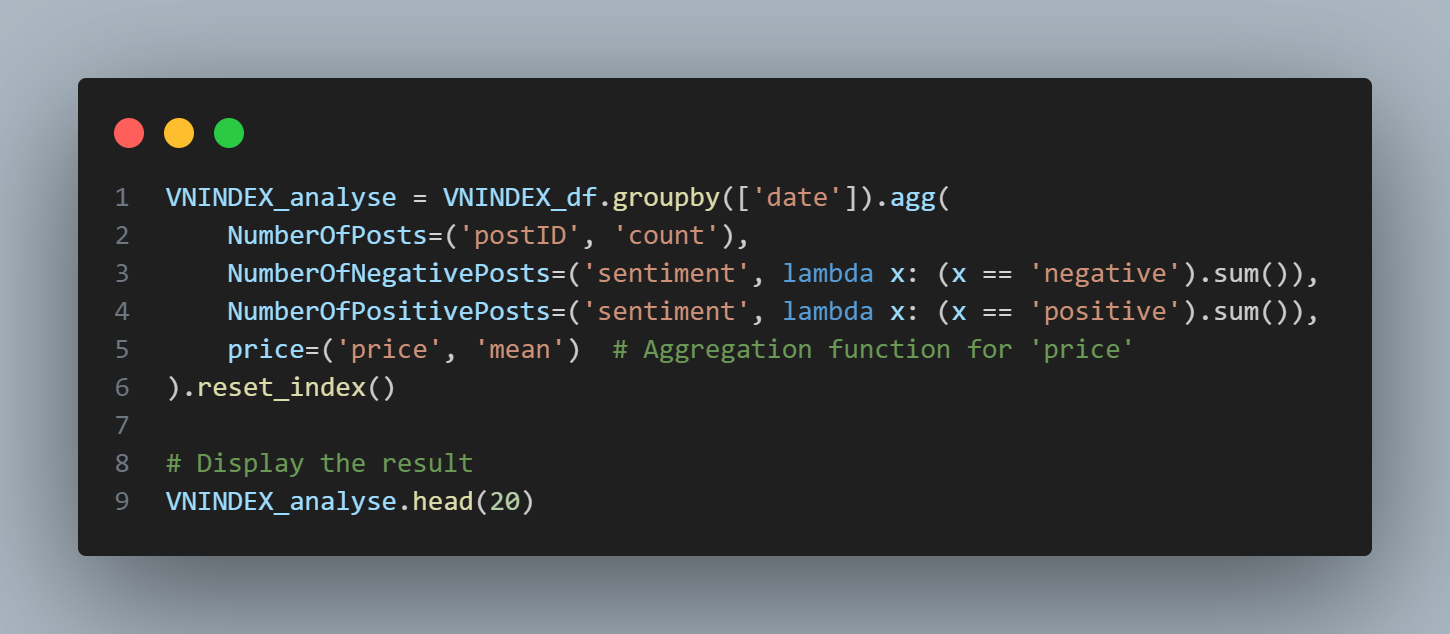 1 VNINDEX_analyse = VNINDEX_df.groupby(['date']).agg(
2     NumberOfPosts=('postID', 'count'),
3     NumberOfNegativePosts=('sentiment', lambda x: (x == 'negative').sum()),
4     NumberOfPositivePosts=('sentiment', lambda x: (x == 'positive').sum()),
5     price=('price', 'mean')  # Aggregation function for 'price'
6 ).reset_index()
7
8 # Display the result
9 VNINDEX_analyse.head(20)